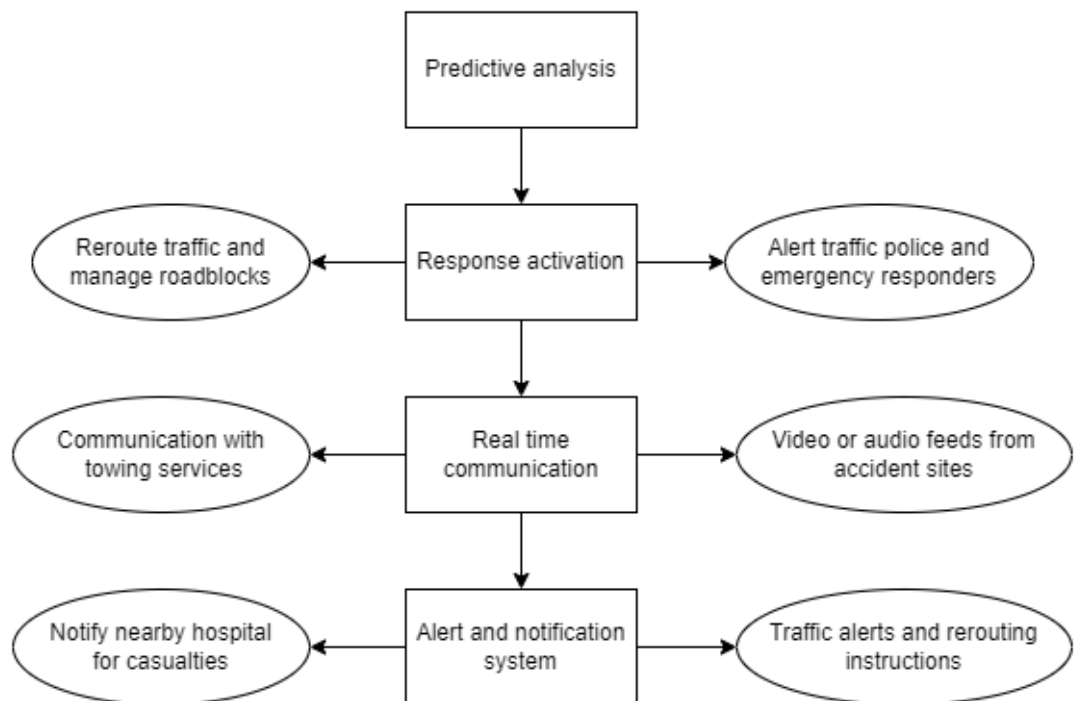 Predictive analysis
Reroute traffic and
manage roadblocks
Response activation
Alert traffic police and
emergency responders
Communication with
towing services
Real time
communication
Video or audio feeds from
accident sites
Notify nearby hospital
for casualties
Alert and notification
system
Traffic alerts and rerouting
instructions